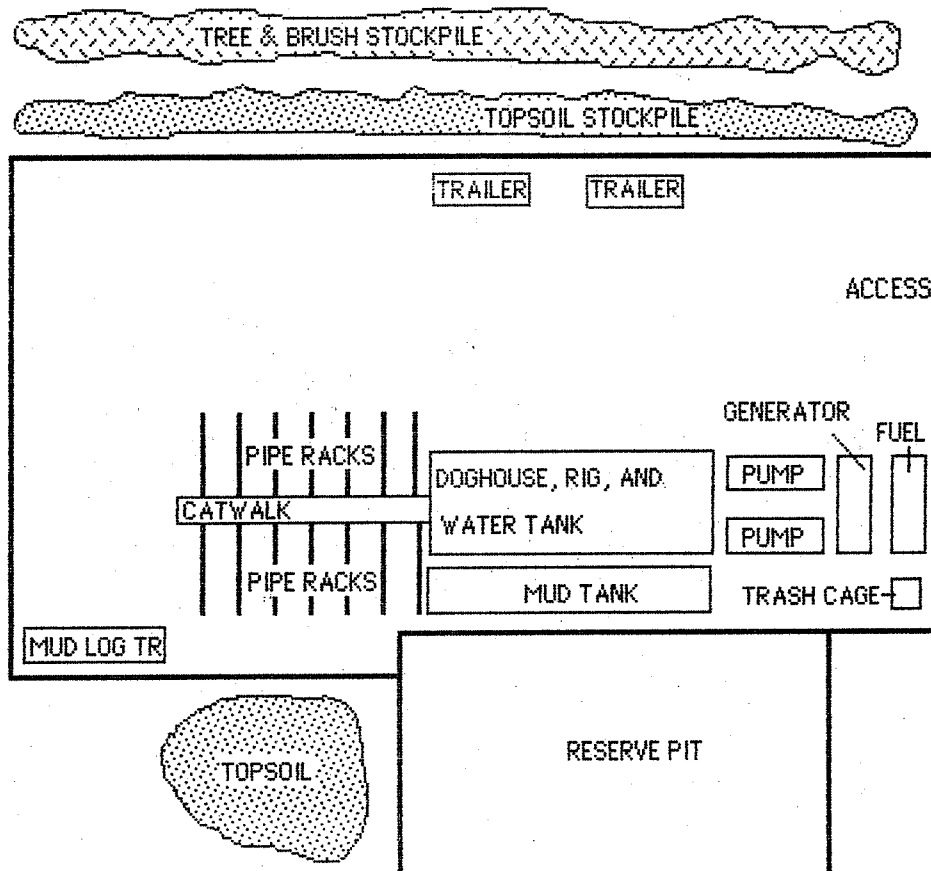 TREE & BRUSH STOCKPILE
TOPSOIL STOCKPILE
TRAILER
TRAILER
ACCESS
GENERATOR
FUEL
PIPE RACKS
DOGHOUSE, RIG, AND
WATER TANK
PUMP
CATWALK
PUMP
PIPE RACKS
MUD TANK
TRASH CAGE
MUD LOG TR
RESERVE PIT
TOPSOIL